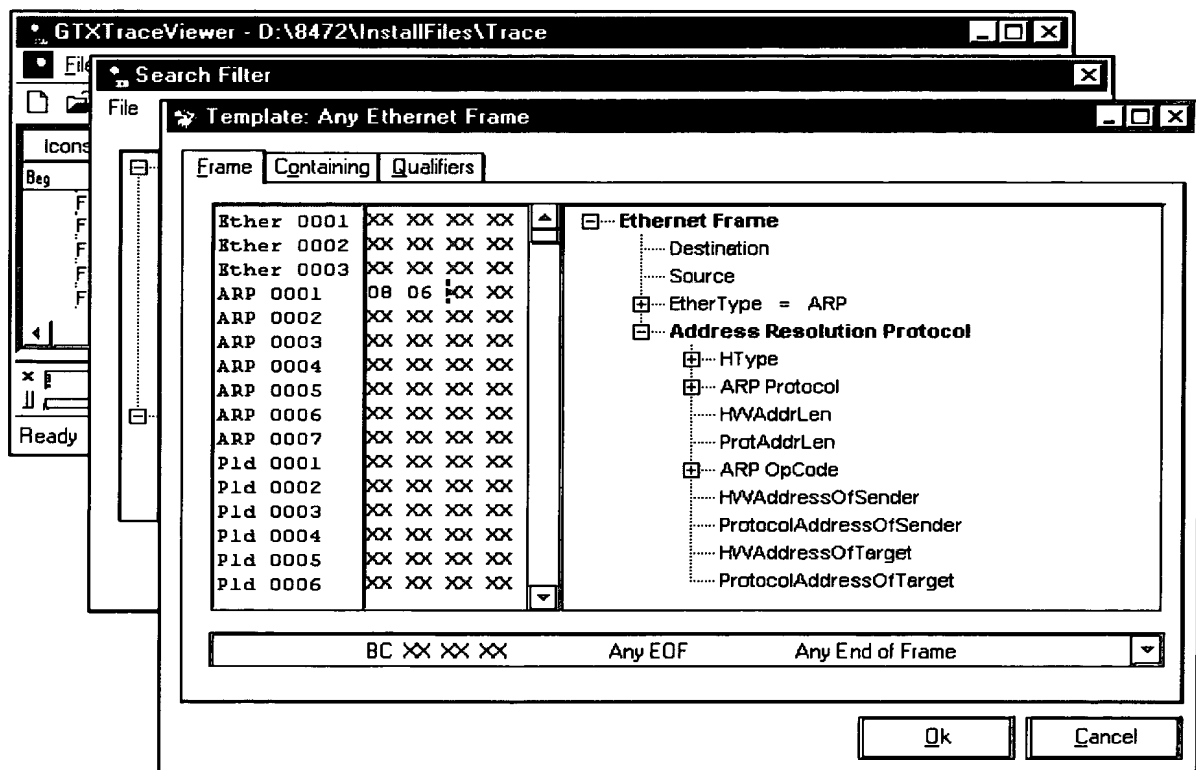 GTXTraceViewer - D:\8472\InstallFiles\Trace
File
Search Filter
File
Template: Any Ethernet Frame
Icons
Beg
F
F
F
F
F
Ready
Frame Containing Qualifiers
Ether 0001 XX XX XX XX
Ether 0002 XX XX XX XX
Ether 0003 XX XX XX XX
ARP 0001 08 06 XX XX
ARP 0002 XX XX XX XX
ARP 0003 XX XX XX XX
ARP 0004 XX XX XX XX
ARP 0005 XX XX XX XX
ARP 0006 XX XX XX XX
ARP 0007 XX XX XX XX
Pld 0001 XX XX XX XX
Pld 0002 XX XX XX XX
Pld 0003 XX XX XX XX
Pld 0004 XX XX XX XX
Pld 0005 XX XX XX XX
Pld 0006 XX XX XX XX
Ethernet Frame
Destination
Source
EtherType = ARP
Address Resolution Protocol
HType
ARP Protocol
HWAddrLen
ProtAddrLen
ARP OpCode
HWAddressOfSender
ProtocolAddressOfSender
HWAddressOfTarget
ProtocolAddressOfTarget
BC XX XX XX Any EOF Any End of Frame
Ok Cancel